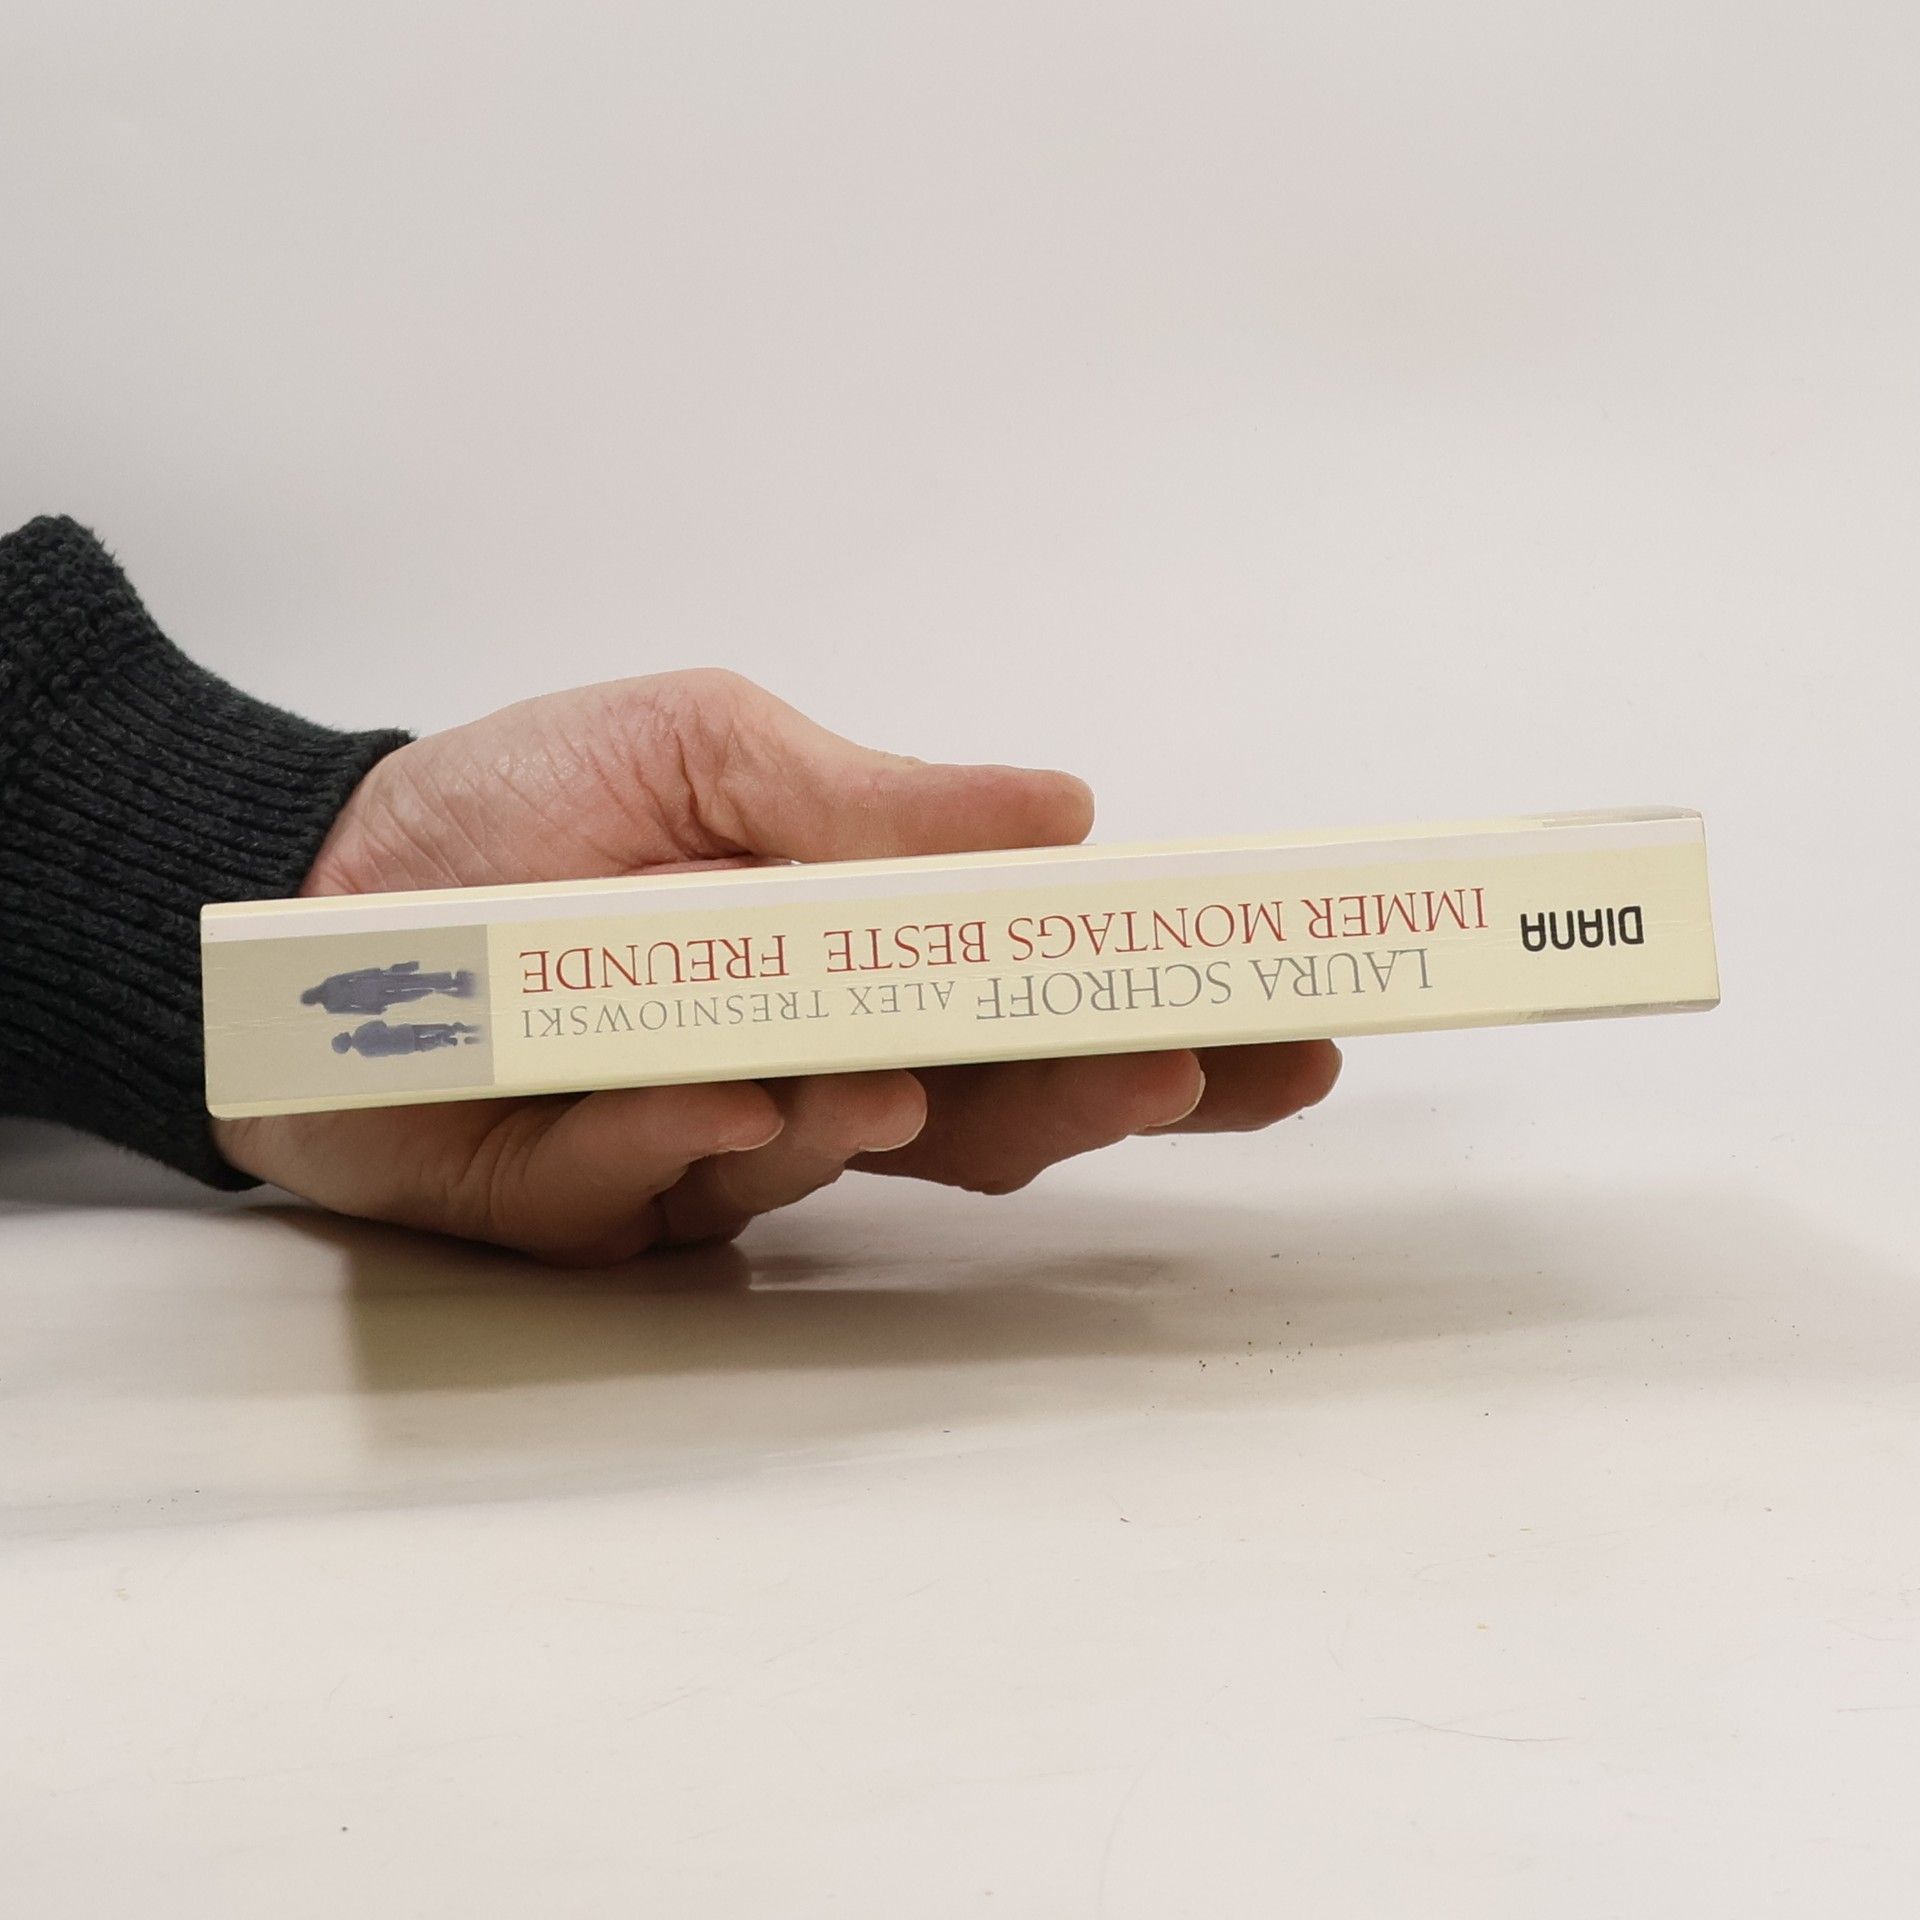 DIANA
LAURA SCHROFF ALEX TRESNIOWSKI
IMMER MONTAGS BESTE FREUNDE